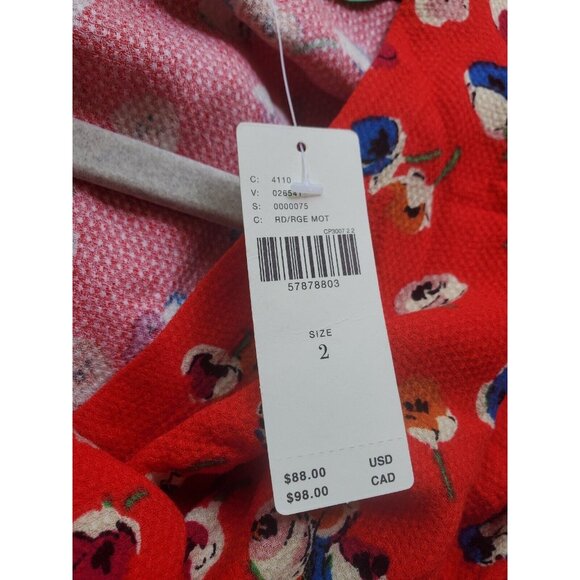 C: 4110
V: 026541
S: 0000075
C: RD/RGE MOT
CP3007 2.2
57878803
SIZE
2
$88.00 USD
$98.00 CAD